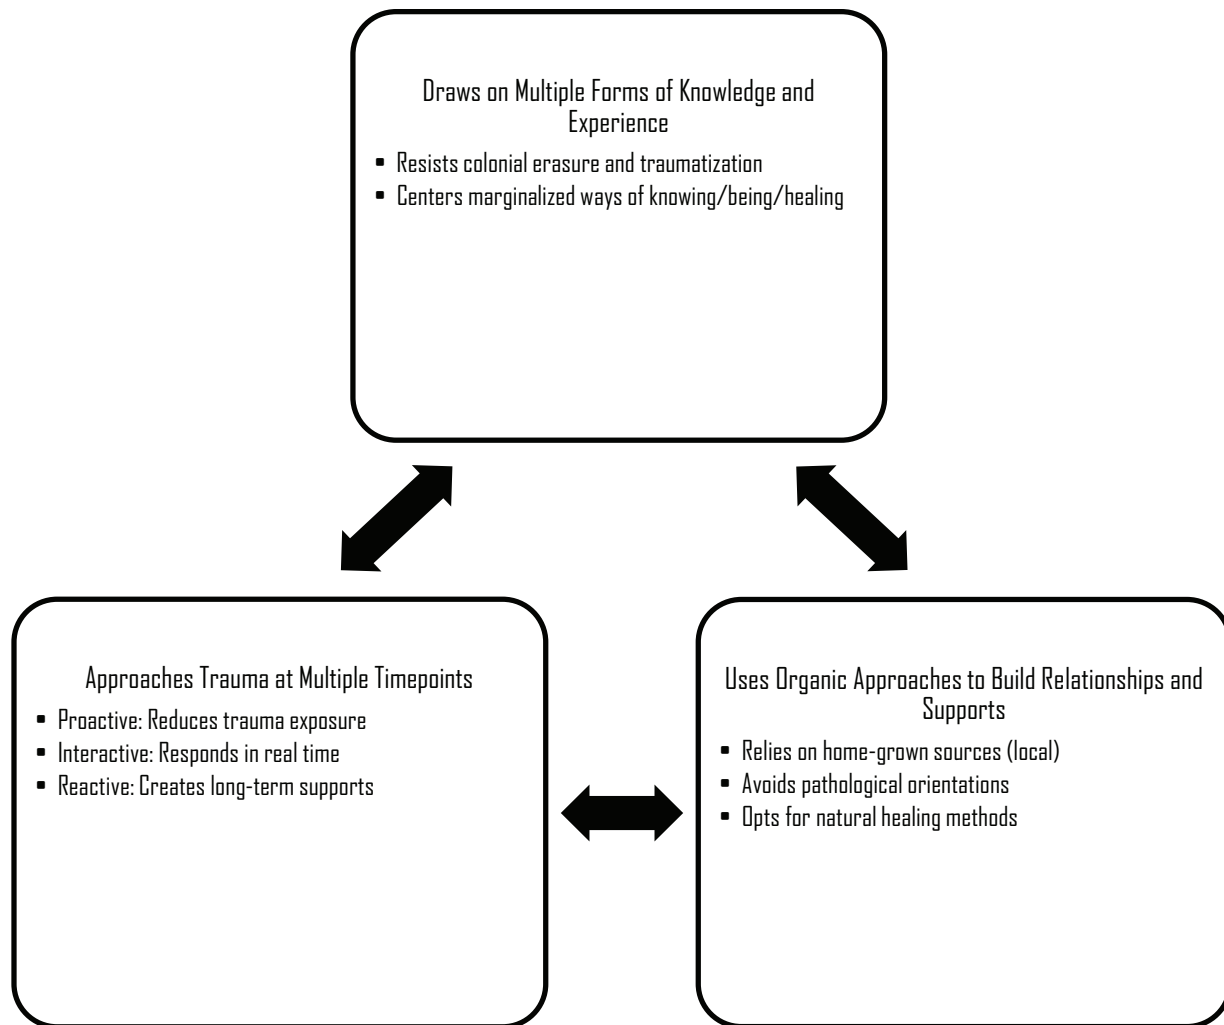 Draws on Multiple Forms of Knowledge and
Experience
▪ Resists colonial erasure and traumatization
▪ Centers marginalized ways of knowing/being/healing
Approaches Trauma at Multiple Timepoints
▪ Proactive: Reduces trauma exposure
▪ Interactive: Responds in real time
▪ Reactive: Creates long-term supports
Uses Organic Approaches to Build Relationships and
Supports
▪ Relies on home-grown sources (local)
▪ Avoids pathological orientations
▪ Opts for natural healing methods